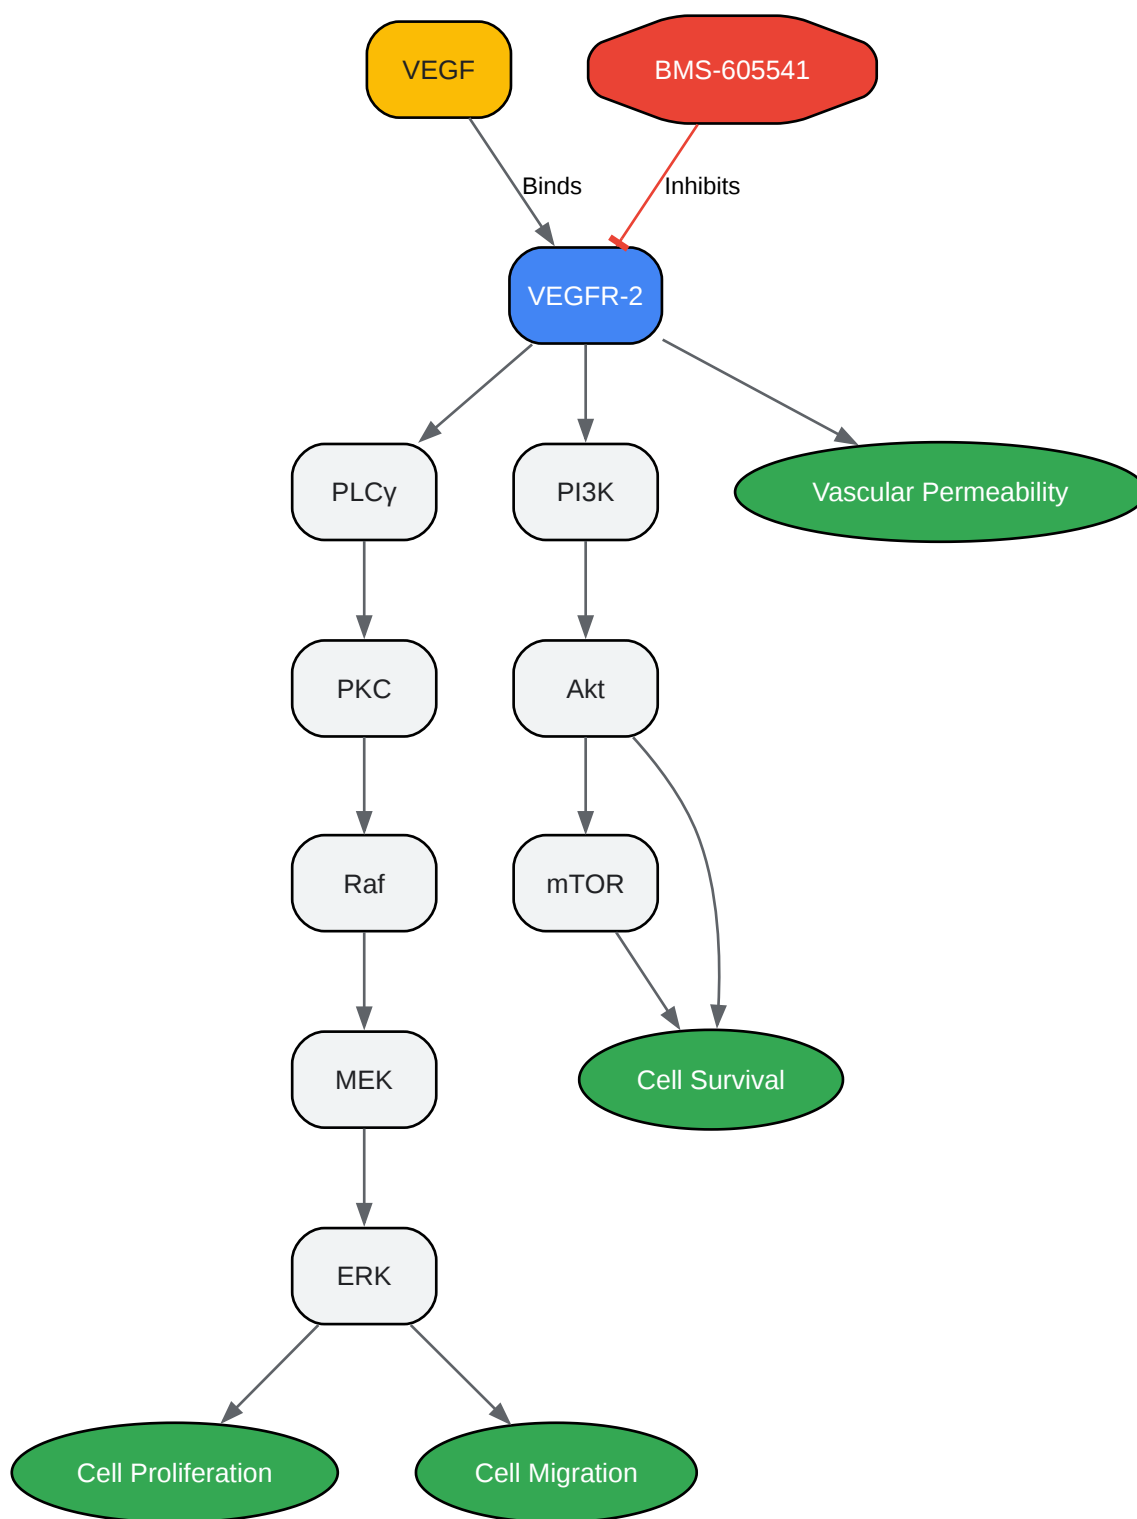 VEGF
BMS-605541
Binds
Inhibits
VEGFR-2
PLCγ
PI3K
Vascular Permeability
PKC
Akt
Raf
mTOR
MEK
Cell Survival
ERK
Cell Proliferation
Cell Migration